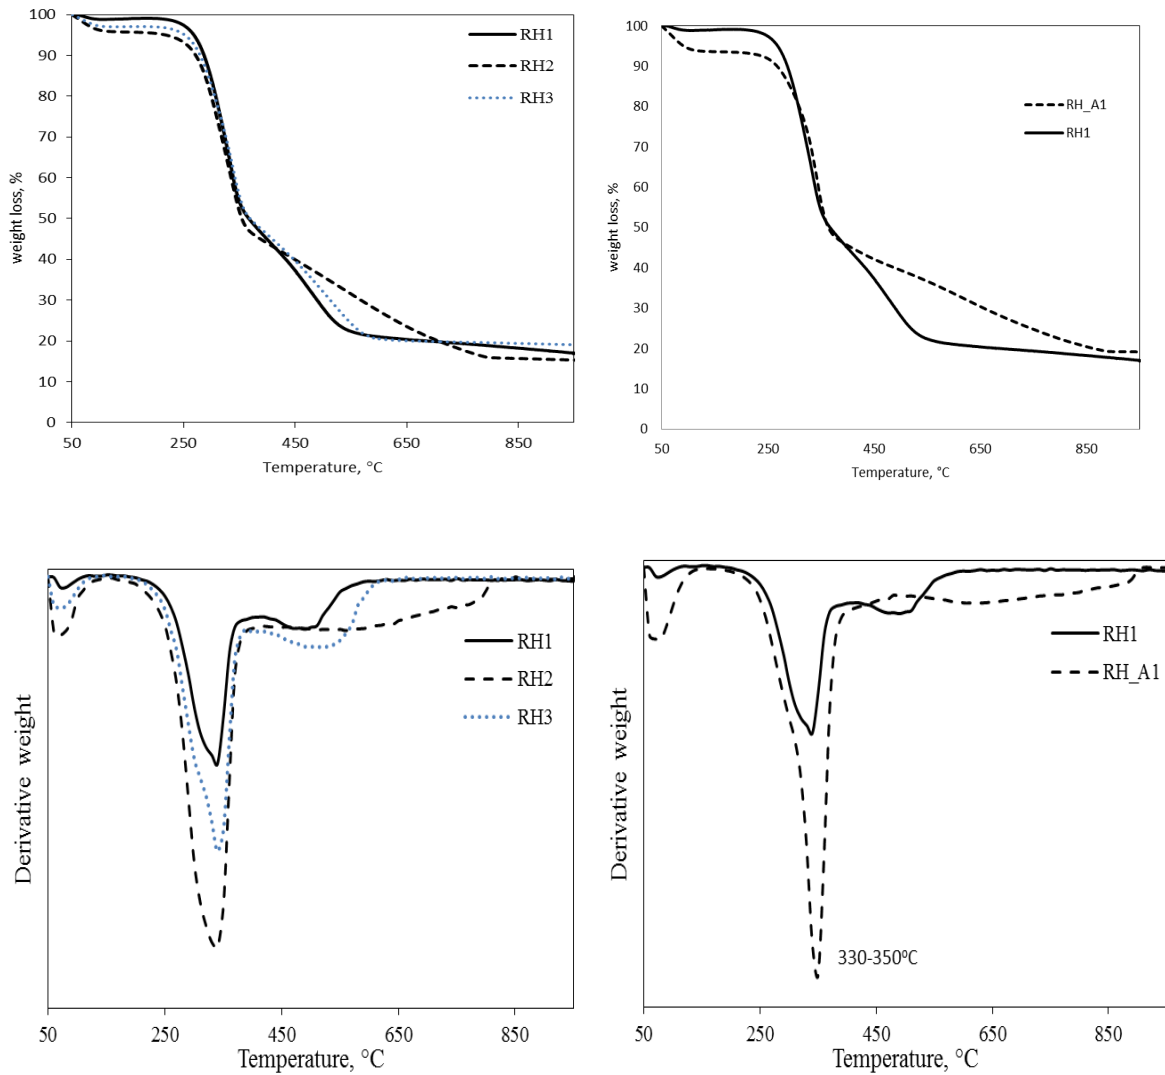 100
90
80
70
60
50
40
30
20
10
0
weight loss, %
RH1
RH2
RH3
50
250
450
650
850
Temperature, °C
100
90
80
70
60
50
40
30
20
10
0
weight loss, %
RH_A1
RH1
50
250
450
650
850
Temperature, °C
Derivative weight
RH1
RH2
RH3
50
250
450
650
850
Temperature, °C
Derivative weight
RH1
RH_A1
330-350ºC
50
250
450
650
850
Temperature, °C